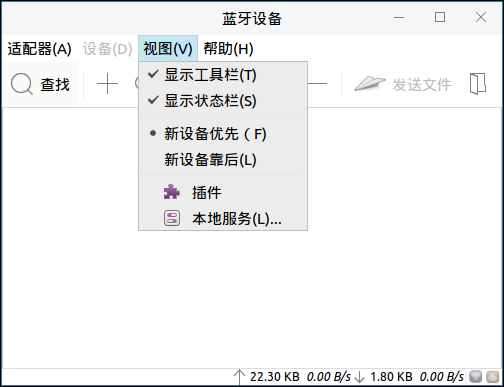 蓝牙设备
适配器(A) 设备(D) 视图(V) 帮助(H)
查找 发送文件
显示工具栏(T)
显示状态栏(S)
新设备优先（F)
新设备靠后(L)
插件
本地服务(L)...
22.30 KB 0.00 B/s 1.80 KB 0.00 B/s